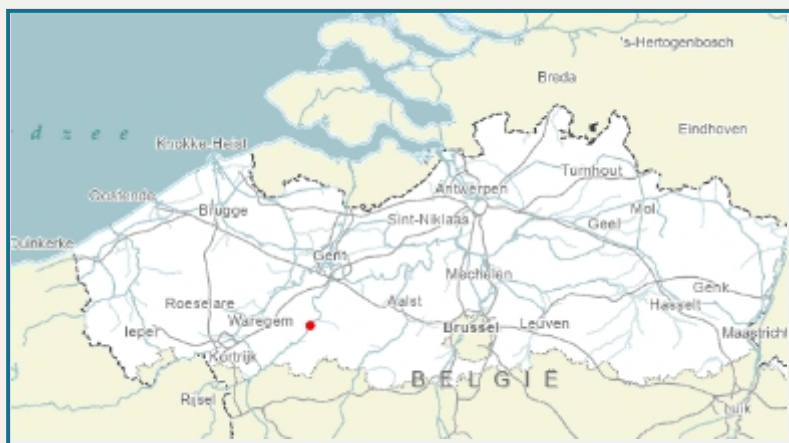 's-Hertogenbosch
Breda
d z e e
Eindhoven
Knokke-Heist
Turnhout
Antwerpen
Oostende
Brugge
Mol
Sint-Niklaas
Geel
Duinkerke
Gent
Mechelen
Genk
Roeselare
Aalst
Hasselt
Waregem
Ieper
Brussel
Leuven
Maastricht
Kortrijk
BELGIË
Rijsel
Luik